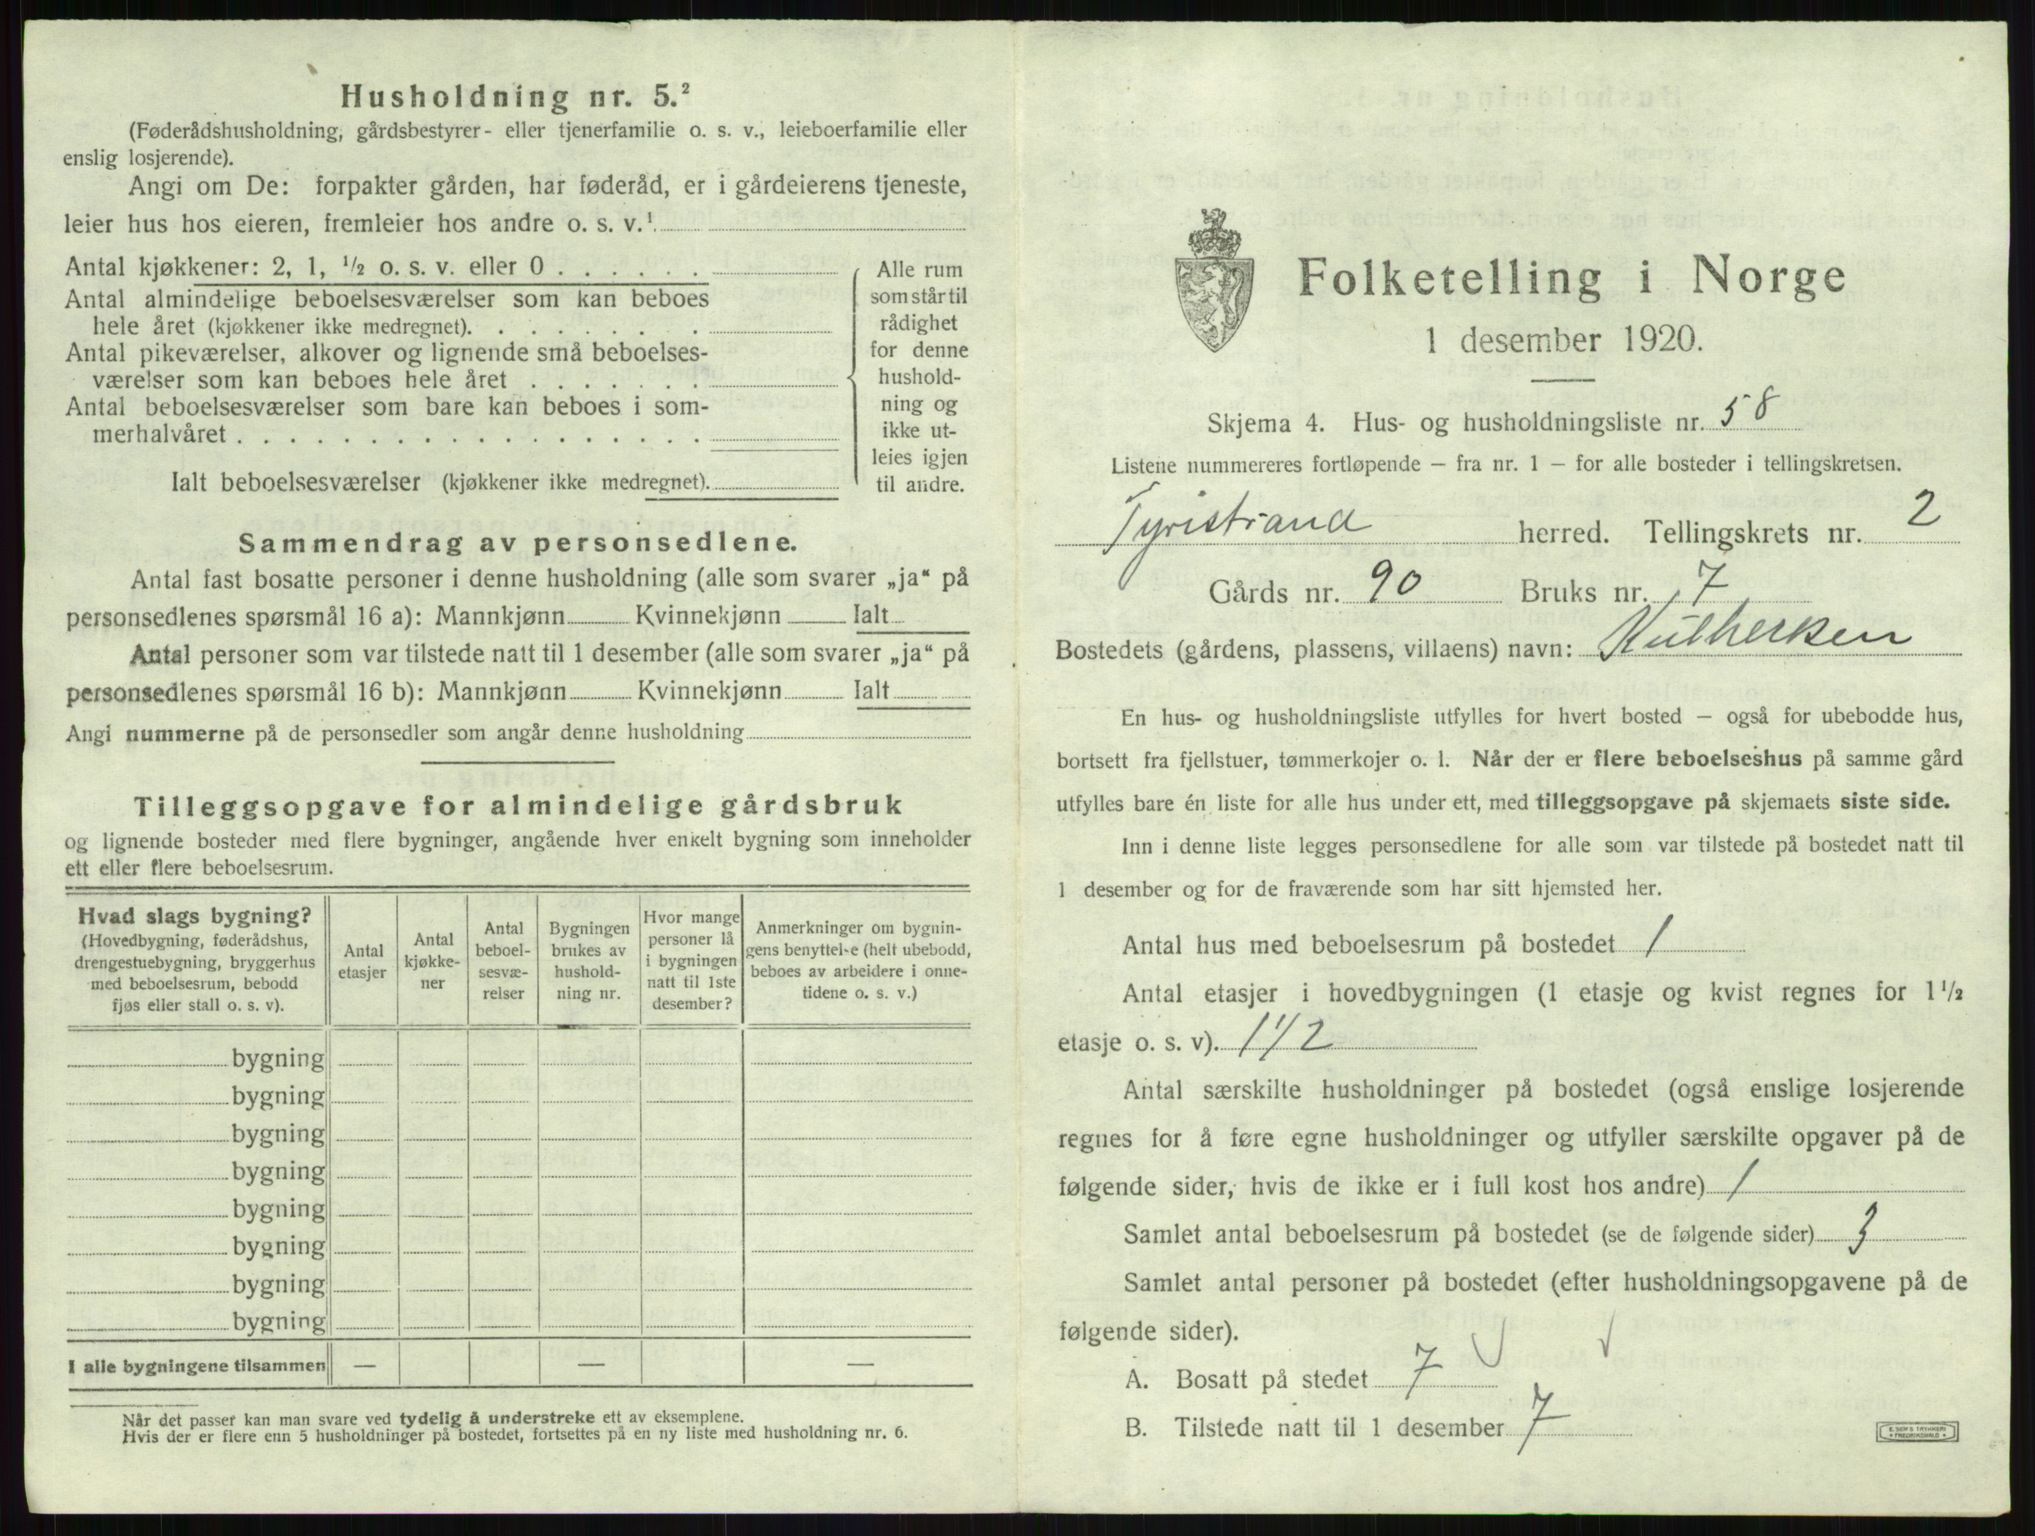 Husholdning nr. 5.²
(Føderådshusholdning, gårdsbestyrer- eller tjenerfamilie o. s. v., leieboerfamilie eller
enslig losjerende).
Angi om De: forpakter gården, har føderåd, er i gårdeierens tjeneste,
leier hus hos eieren, fremleier hos andre o. s. v.¹
Antal kjøkkener: 2, 1, ½ o. s. v. eller 0 . . . . . .
Antal almindelige beboelsesværelser som kan beboes
hele året (kjøkkener ikke medregnet). . . . . . . . .
Antal pikeværelser, alkover og lignende små beboelses-
værelser som kan beboes hele året . . . . . . .
Antal beboelsesværelser som bare kan beboes i som-
merhalvåret . . . . . . . . . . . . . . . . . .
Ialt beboelsesværelser (kjøkkener ikke medregnet).
Alle rum
som står til
rådighet
for denne
hushold-
ning og
ikke ut-
leies igjen
til andre.
Sammendrag av personsedlene.
Antal fast bosatte personer i denne husholdning (alle som svarer „ja“ på
personsedlenes spørsmål 16 a): Mannkjønn Kvinnekjønn Ialt
Antal personer som var tilstede natt til 1 desember (alle som svarer „ja“ på
personsedlenes spørsmål 16 b): Mannkjønn Kvinnekjønn Ialt
Angi nummerne på de personsedler som angår denne husholdning
Tilleggsopgave for almindelige gårdsbruk
og lignende bosteder med flere bygninger, angående hver enkelt bygning som inneholder
ett eller flere beboelsesrum.
Hvad slags bygning?
(Hovedbygning, føderådshus,
drengestuebygning, bryggerhus
med beboelsesrum, bebodd
fjøs eller stall o. s. v).
Antal
etasjer
Antal
kjøkke-
ner
Antal
beboel-
sesvæ-
relser
Bygningen
brukes av
hushold-
ning nr.
Hvor mange
personer lå
i bygningen
natt til 1ste
desember?
Anmerkninger om bygnin-
gens benyttelse (helt ubebodd,
beboes av arbeidere i onne-
tidene o. s. v.)
bygning
bygning
bygning
bygning
bygning
bygning
bygning
bygning
I alle bygningene tilsammen — — —
Når det passer kan man svare ved tydelig å understreke ett av eksemplene.
Hvis der er flere enn 5 husholdninger på bostedet, fortsettes på en ny liste med husholdning nr. 6.
Folketelling i Norge
1 desember 1920.
Skjema 4. Hus- og husholdningsliste nr. 58
Listene nummereres fortløpende – fra nr. 1 – for alle bosteder i tellingskretsen.
Tyristrand herred. Tellingskrets nr. 2
Gårds nr. 90 Bruks nr. 7
Bostedets (gårdens, plassens, villaens) navn: Kulherken
En hus- og husholdningsliste utfylles for hvert bosted – også for ubebodde hus,
bortsett fra fjellstuer, tømmerkojer o. l. Når der er flere beboelseshus på samme gård
utfylles bare én liste for alle hus under ett, med tilleggsopgave på skjemaets siste side.
Inn i denne liste legges personsedlene for alle som var tilstede på bostedet natt til
1 desember og for de fraværende som har sitt hjemsted her.
Antal hus med beboelsesrum på bostedet 1
Antal etasjer i hovedbygningen (1 etasje og kvist regnes for 1½
etasje o. s. v). 1 1/2
Antal særskilte husholdninger på bostedet (også enslige losjerende
regnes for å føre egne husholdninger og utfyller særskilte opgaver på de
følgende sider, hvis de ikke er i full kost hos andre) 1
Samlet antal beboelsesrum på bostedet (se de følgende sider) 3
Samlet antal personer på bostedet (efter husholdningsopgavene på de
følgende sider).
A. Bosatt på stedet 7
B. Tilstede natt til 1 desember 7